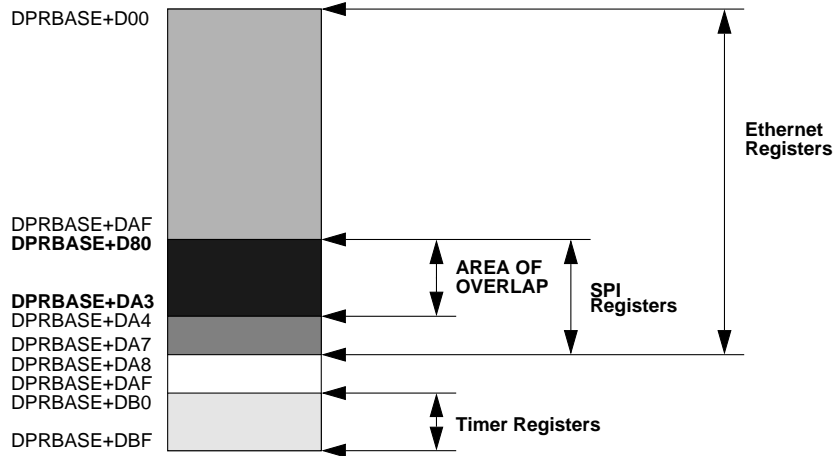 DPRBASE+D00
Ethernet
Registers
DPRBASE+DAF
DPRBASE+D80
AREA OF
OVERLAP
SPI
Registers
DPRBASE+DA3
DPRBASE+DA4
DPRBASE+DA7
DPRBASE+DA8
DPRBASE+DAF
DPRBASE+DB0
Timer Registers
DPRBASE+DBF